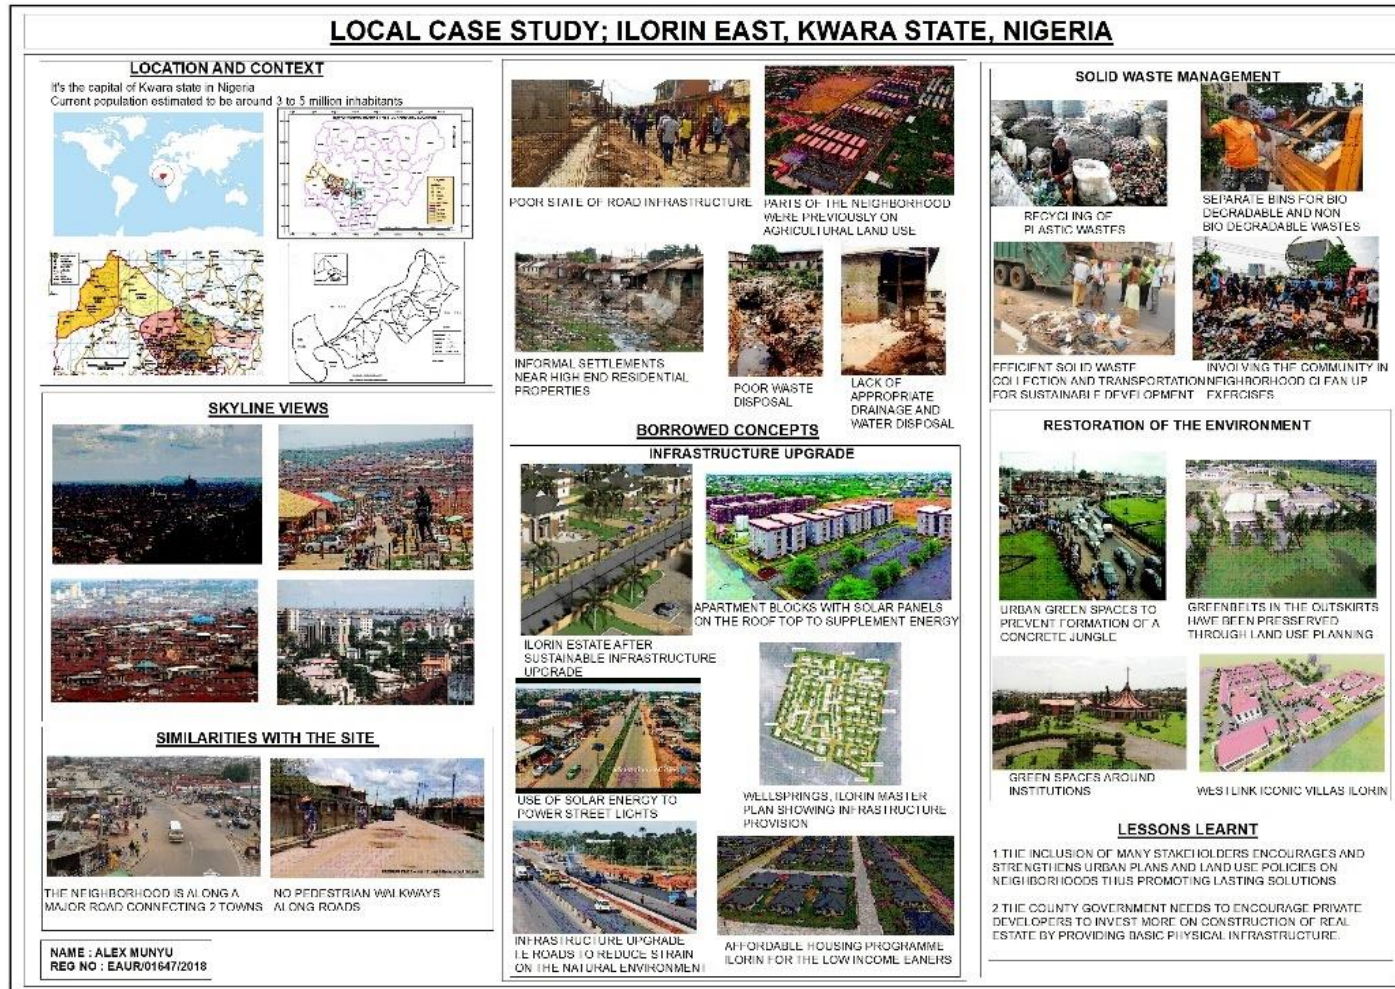 LOCAL CASE STUDY; ILORIN EAST, KWARA STATE, NIGERIA
LOCATION AND CONTEXT
It's the capital of Kwara state in Nigeria
Current population estimated to be around 3 to 5 million inhabitants
SKYLINE VIEWS
SIMILARITIES WITH THE SITE
THE NEIGHBORHOOD IS ALONG A
MAJOR ROAD CONNECTING 2 TOWNS
NO PEDESTRIAN WALKWAYS
ALONG ROADS
NAME : ALEX MUNYU
REG NO : EAUR/01647/2018
POOR STATE OF ROAD INFRASTRUCTURE
PARTS OF THE NEIGHBORHOOD
WERE PREVIOUSLY ON
AGRICULTURAL LAND USE
INFORMAL SETTLEMENTS
NEAR HIGH END RESIDENTIAL
PROPERTIES
POOR WASTE
DISPOSAL
LACK OF
APPROPRIATE
DRAINAGE AND
WATER DISPOSAL
BORROWED CONCEPTS
INFRASTRUCTURE UPGRADE
ILORIN ESTATE AFTER
SUSTAINABLE INFRASTRUCTURE
UPGRADE
APARTMENT BLOCKS WITH SOLAR PANELS
ON THE ROOF TOP TO SUPPLEMENT ENERGY
USE OF SOLAR ENERGY TO
POWER STREET LIGHTS
WELLSPRINGS, ILORIN MASTER
PLAN SHOWING INFRASTRUCTURE
PROVISION
INFRASTRUCTURE UPGRADE
I.E ROADS TO REDUCE STRAIN
ON THE NATURAL ENVIRONMENT
AFFORDABLE HOUSING PROGRAMME
ILORIN FOR THE LOW INCOME EANERS
SOLID WASTE MANAGEMENT
RECYCLING OF
PLASTIC WASTES
SEPARATE BINS FOR BIO
DEGRADABLE AND NON
BIO DEGRADABLE WASTES
EFFICIENT SOLID WASTE
COLLECTION AND TRANSPORTATION
FOR SUSTAINABLE DEVELOPMENT
INVOLVING THE COMMUNITY IN
NEIGHBORHOOD CLEAN UP
EXERCISES
RESTORATION OF THE ENVIRONMENT
URBAN GREEN SPACES TO
PREVENT FORMATION OF A
CONCRETE JUNGLE
GREENBELTS IN THE OUTSKIRTS
HAVE BEEN PRESSERVED
THROUGH LAND USE PLANNING
GREEN SPACES AROUND
INSTITUTIONS
WESTLINK ICONIC VILLAS ILORIN
LESSONS LEARNT
1 THE INCLUSION OF MANY STAKEHOLDERS ENCOURAGES AND
STRENGTHENS URBAN PLANS AND LAND USE POLICIES ON
NEIGHBORHOODS THUS PROMOTING LASTING SOLUTIONS.
2 THE COUNTY GOVERNMENT NEEDS TO ENCOURAGE PRIVATE
DEVELOPERS TO INVEST MORE ON CONSTRUCTION OF REAL
ESTATE BY PROVIDING BASIC PHYSICAL INFRASTRUCTURE.